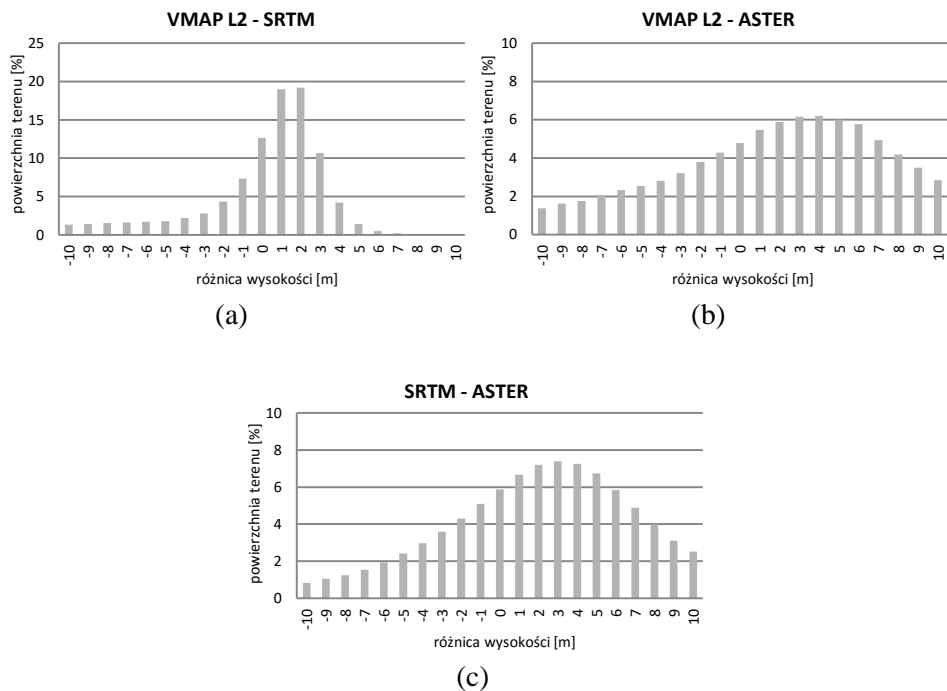 VMAP L2 - SRTM
powierzchnia terenu [%]
25
20
15
10
5
0
-10 -9 -8 -7 -6 -5 -4 -3 -2 -1 0 1 2 3 4 5 6 7 8 9 10
różnica wysokości [m]
(a)
VMAP L2 - ASTER
powierzchnia terenu [%]
10
8
6
4
2
0
-10 -9 -8 -7 -6 -5 -4 -3 -2 -1 0 1 2 3 4 5 6 7 8 9 10
różnica wysokości [m]
(b)
SRTM - ASTER
powierzchnia terenu [%]
10
8
6
4
2
0
-10 -9 -8 -7 -6 -5 -4 -3 -2 -1 0 1 2 3 4 5 6 7 8 9 10
różnica wysokości [m]
(c)